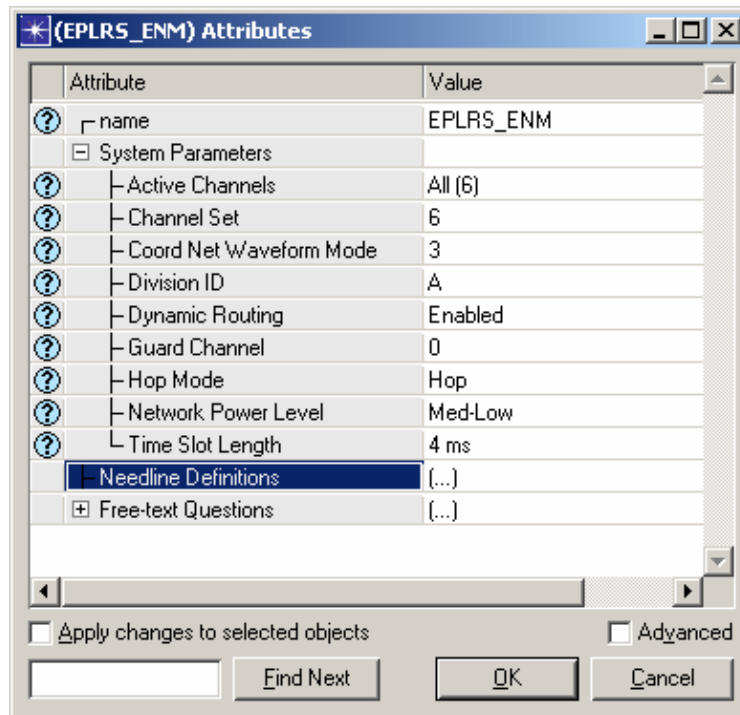 (EPLRS_ENM) Attributes
Attribute Value
name EPLRS_ENM
System Parameters
Active Channels All (6)
Channel Set 6
Coord Net Waveform Mode 3
Division ID A
Dynamic Routing Enabled
Guard Channel 0
Hop Mode Hop
Network Power Level Med-Low
Time Slot Length 4 ms
Needline Definitions (...)
Free-text Questions (...)
Apply changes to selected objects Advanced
Find Next OK Cancel